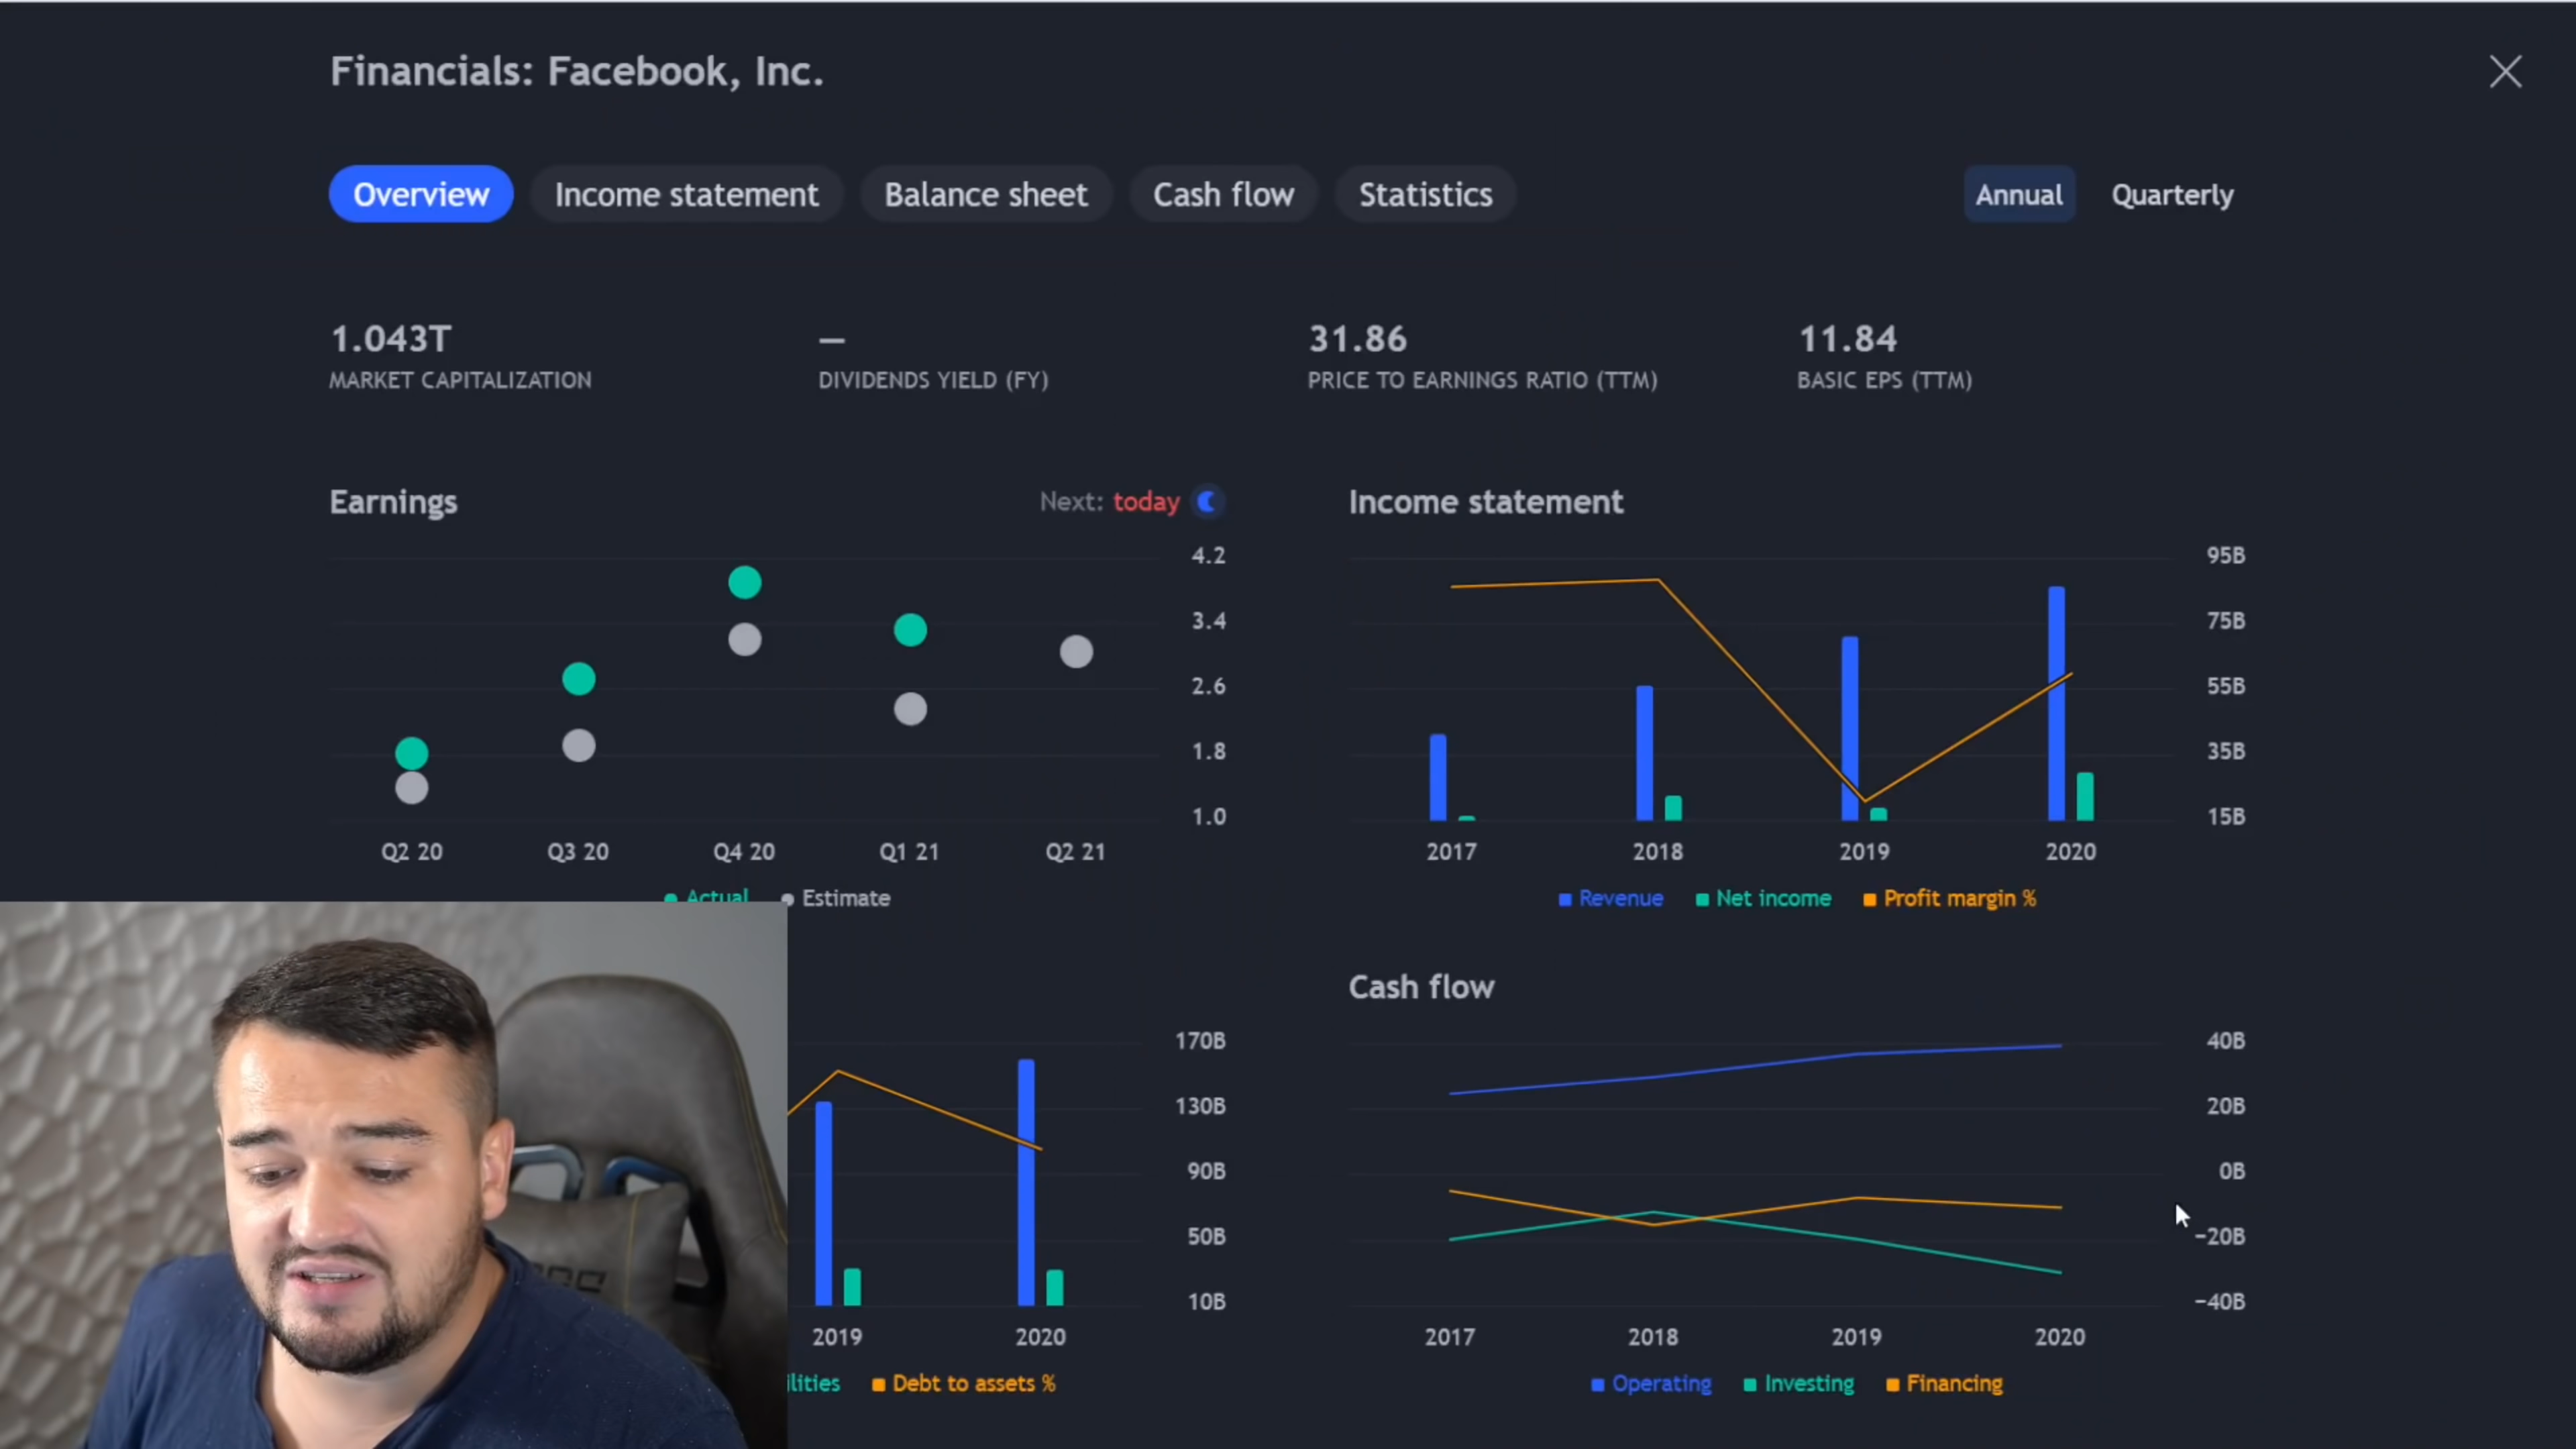 Financials: Facebook, Inc.
Overview Income statement Balance sheet Cash flow Statistics Annual Quarterly
1.043T — 31.86 11.84
MARKET CAPITALIZATION DIVIDENDS YIELD (FY) PRICE TO EARNINGS RATIO (TTM) BASIC EPS (TTM)
Earnings Next: today
4.2
3.4
2.6
1.8
1.0
Q2 20 Q3 20 Q4 20 Q1 21 Q2 21
Actual Estimate
Income statement
95B
75B
55B
35B
15B
2017 2018 2019 2020
Revenue Net income Profit margin %
170B
130B
90B
50B
10B
2019 2020
ilities Debt to assets %
Cash flow
40B
20B
0B
−20B
−40B
2017 2018 2019 2020
Operating Investing Financing